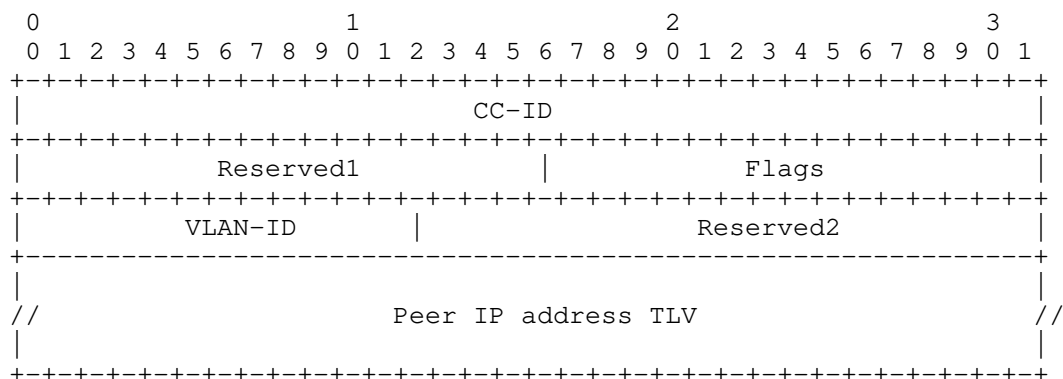 0                   1                   2                   3
 0 1 2 3 4 5 6 7 8 9 0 1 2 3 4 5 6 7 8 9 0 1 2 3 4 5 6 7 8 9 0 1
+-+-+-+-+-+-+-+-+-+-+-+-+-+-+-+-+-+-+-+-+-+-+-+-+-+-+-+-+-+-+-+-+
|                            CC-ID                              |
+-+-+-+-+-+-+-+-+-+-+-+-+-+-+-+-+-+-+-+-+-+-+-+-+-+-+-+-+-+-+-+-+
|            Reserved1            |            Flags            |
+-+-+-+-+-+-+-+-+-+-+-+-+-+-+-+-+-+-+-+-+-+-+-+-+-+-+-+-+-+-+-+-+
|          VLAN-ID        |                 Reserved2           |
+---------------------------------------------------------------+
|                                                               |
//                      Peer IP address TLV                     //
|                                                               |
+-+-+-+-+-+-+-+-+-+-+-+-+-+-+-+-+-+-+-+-+-+-+-+-+-+-+-+-+-+-+-+-+